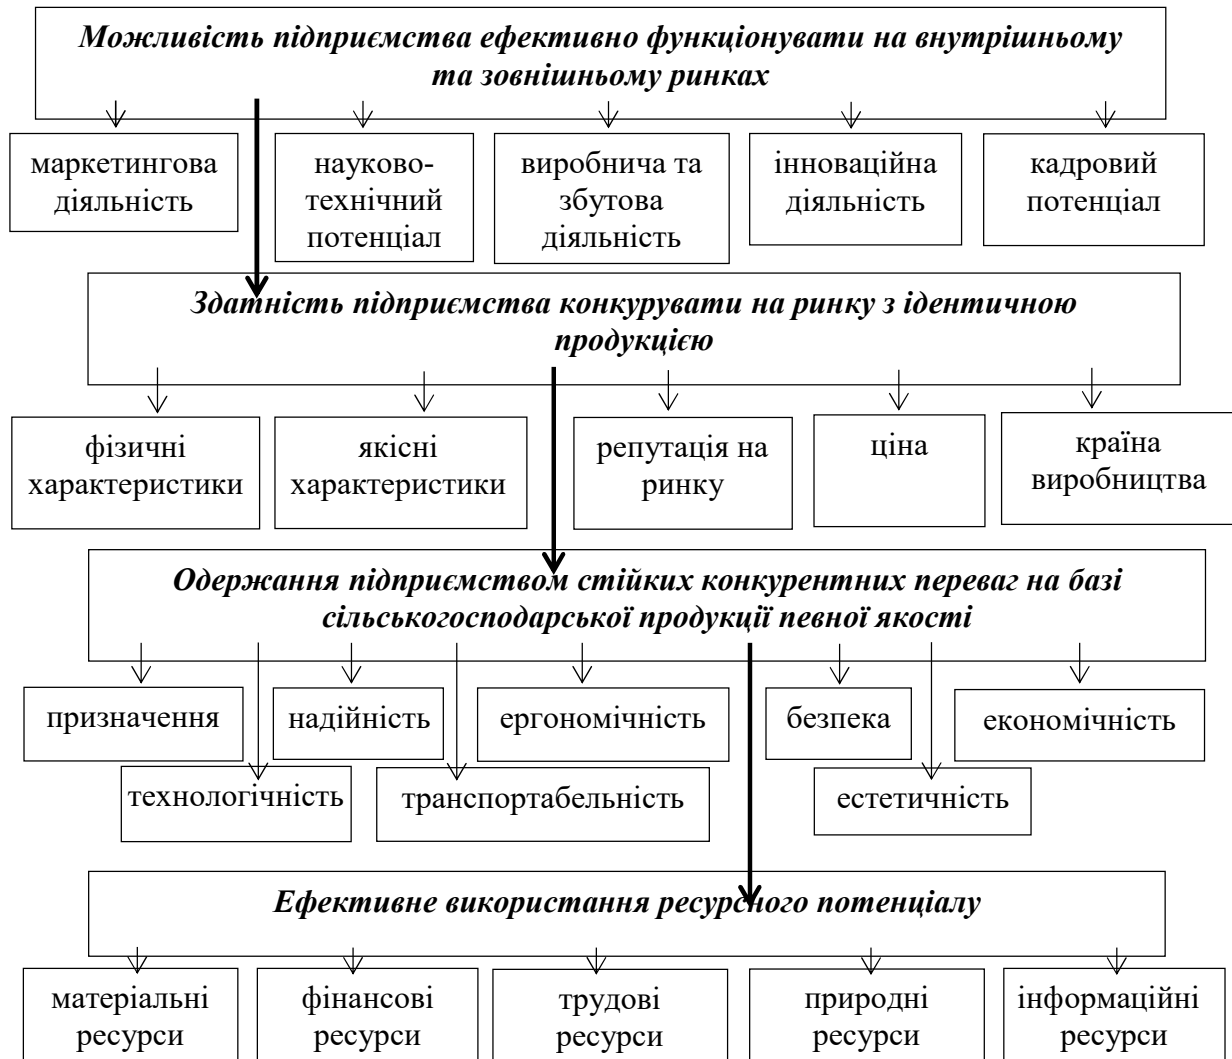 Можливість підприємства ефективно функціонувати на внутрішньому
та зовнішньому ринках
маркетингова
діяльність
науково-
технічний
потенціал
виробнича та
збутова
діяльність
інноваційна
діяльність
кадровий
потенціал
Здатність підприємства конкурувати на ринку з ідентичною
продукцією
фізичні
характеристики
якісні
характеристики
репутація на
ринку
ціна
країна
виробництва
Одержання підприємством стійких конкурентних переваг на базі
сільськогосподарської продукції певної якості
призначення
надійність
ергономічність
безпека
економічність
технологічність
транспортабельність
естетичність
Ефективне використання ресурсного потенціалу
матеріальні
ресурси
фінансові
ресурси
трудові
ресурси
природні
ресурси
інформаційні
ресурси